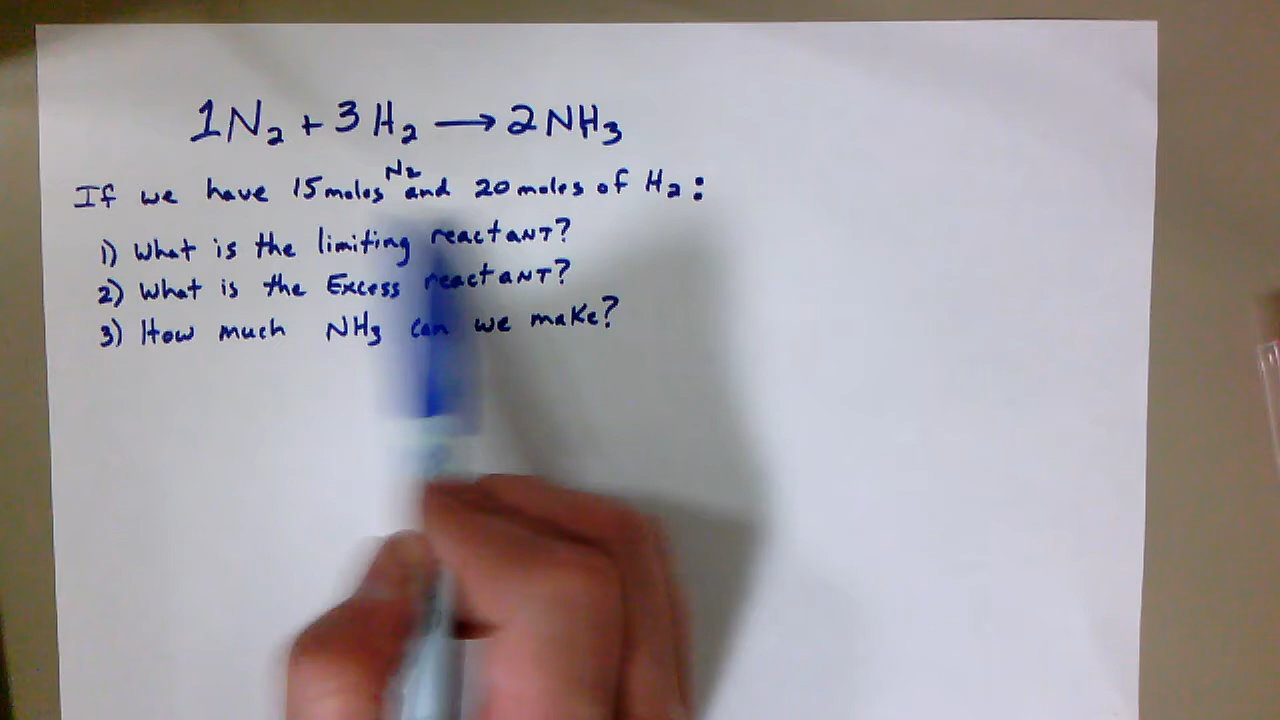 1N₂ + 3H₂ → 2NH₃
If we have 15 moles N₂ and 20 moles of H₂:
1) What is the limiting reactANT?
2) What is the Excess reactANT?
3) How much NH₃ can we make?